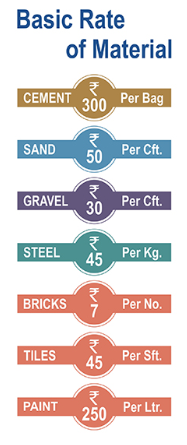 Basic Rate
of Material
CEMENT ₹ 300 Per Bag
SAND ₹ 50 Per Cft.
GRAVEL ₹ 30 Per Cft.
STEEL ₹ 45 Per Kg.
BRICKS ₹ 7 Per No.
TILES ₹ 45 Per Sft.
PAINT ₹ 250 Per Ltr.